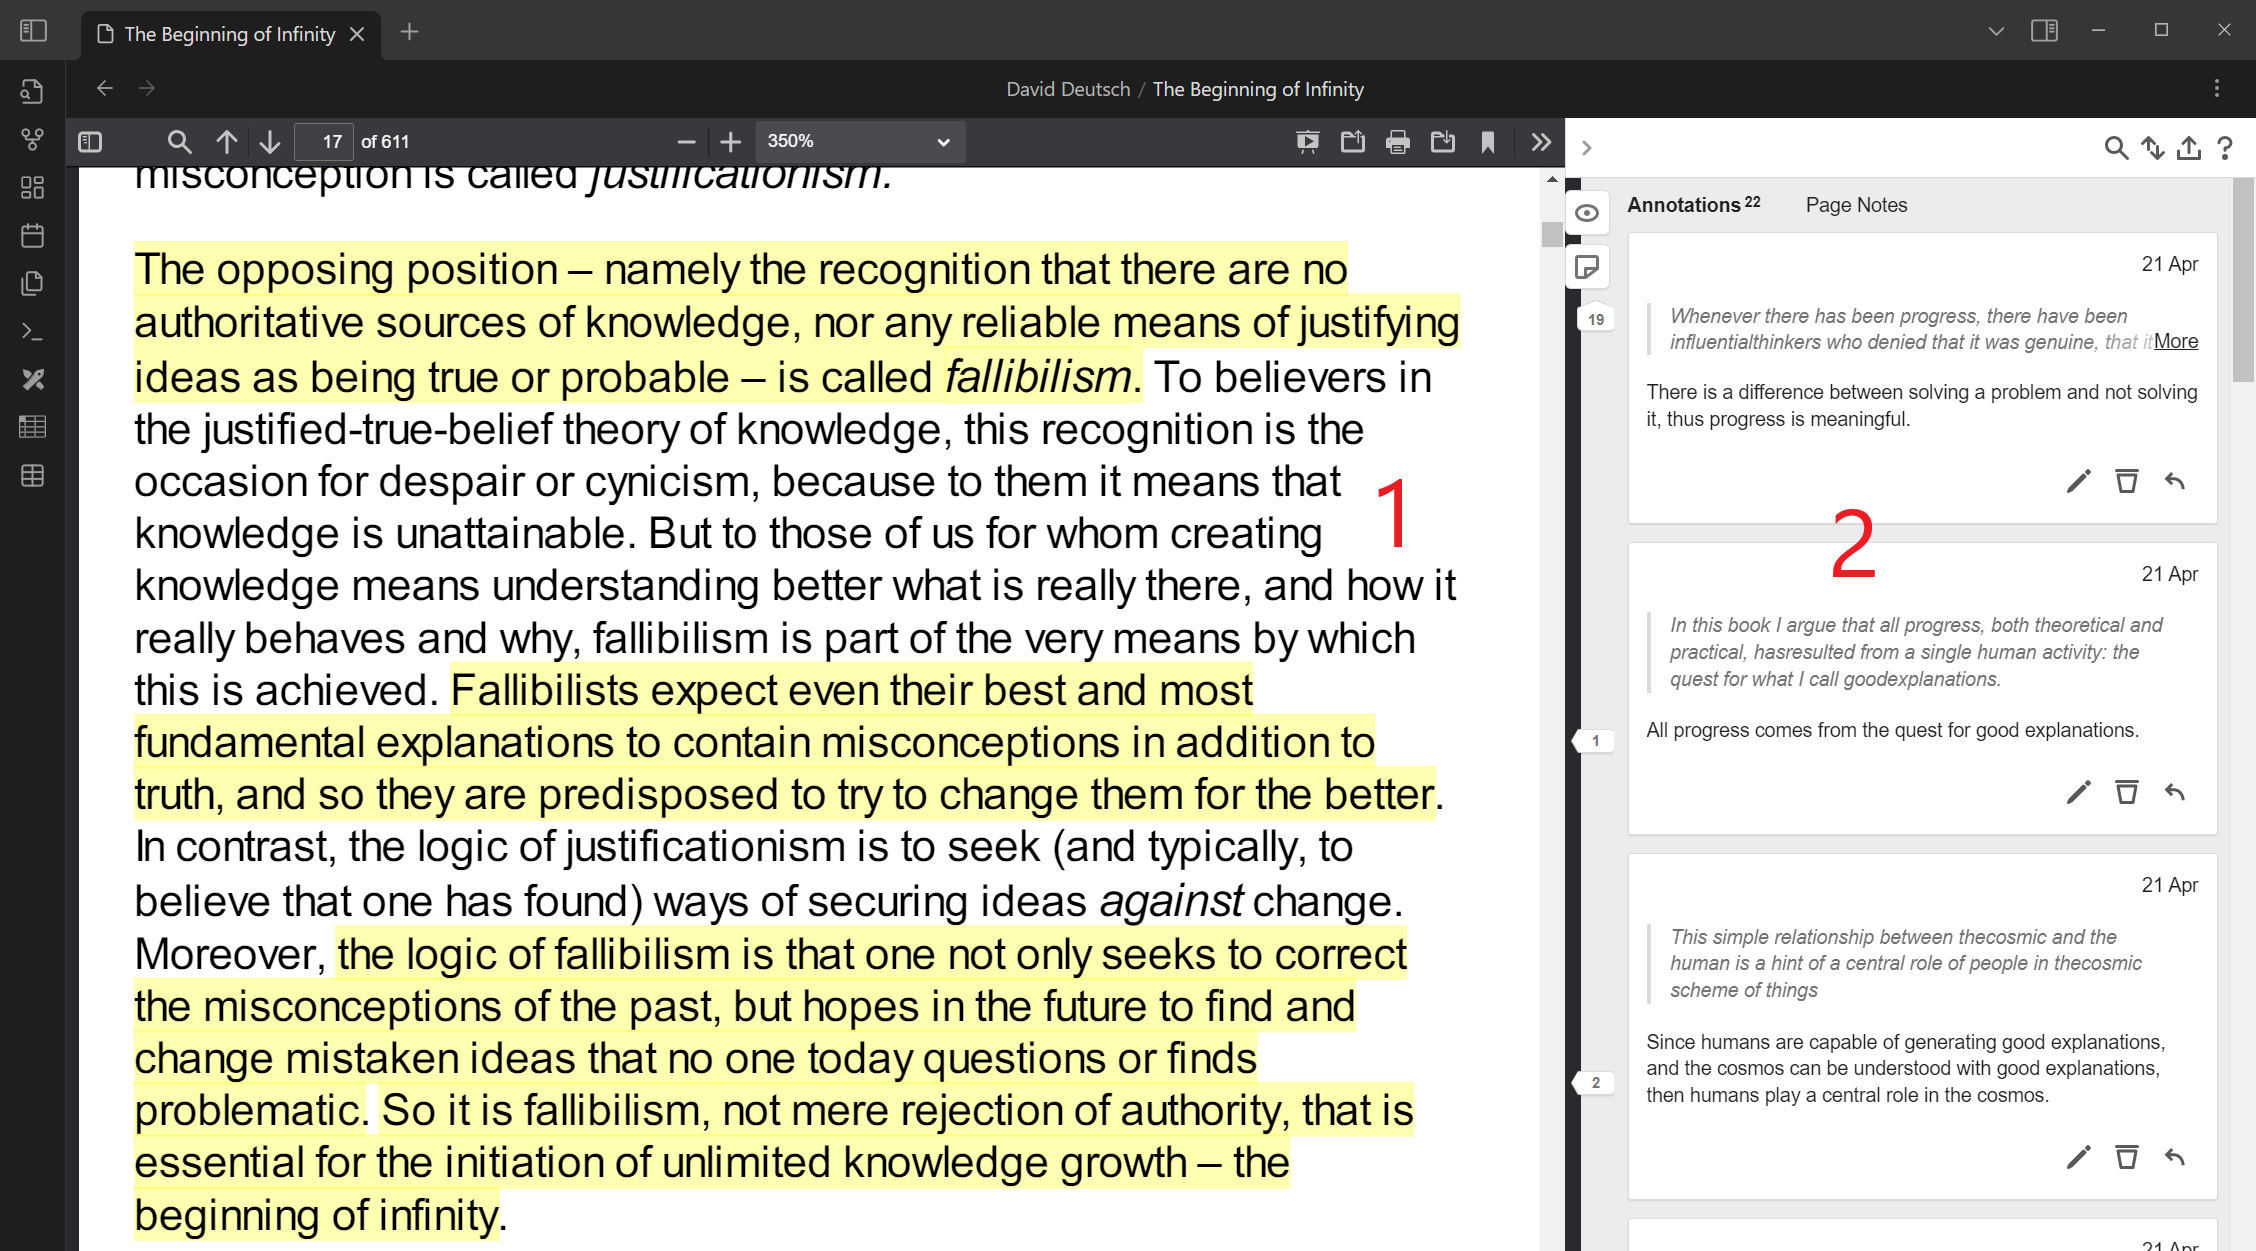 The Beginning of Infinity
David Deutsch / The Beginning of Infinity
17 of 611
350%
misconception is called justificationism.
The opposing position – namely the recognition that there are no
authoritative sources of knowledge, nor any reliable means of justifying
ideas as being true or probable – is called fallibilism. To believers in
the justified-true-belief theory of knowledge, this recognition is the
occasion for despair or cynicism, because to them it means that
knowledge is unattainable. But to those of us for whom creating
knowledge means understanding better what is really there, and how it
really behaves and why, fallibilism is part of the very means by which
this is achieved. Fallibilists expect even their best and most
fundamental explanations to contain misconceptions in addition to
truth, and so they are predisposed to try to change them for the better.
In contrast, the logic of justificationism is to seek (and typically, to
believe that one has found) ways of securing ideas against change.
Moreover, the logic of fallibilism is that one not only seeks to correct
the misconceptions of the past, but hopes in the future to find and
change mistaken ideas that no one today questions or finds
problematic. So it is fallibilism, not mere rejection of authority, that is
essential for the initiation of unlimited knowledge growth – the
beginning of infinity.
1
19
1
2
Annotations 22 Page Notes
21 Apr
Whenever there has been progress, there have been
influentialthinkers who denied that it was genuine, that it More
There is a difference between solving a problem and not solving
it, thus progress is meaningful.
2
21 Apr
In this book I argue that all progress, both theoretical and
practical, hasresulted from a single human activity: the
quest for what I call goodexplanations.
All progress comes from the quest for good explanations.
21 Apr
This simple relationship between thecosmic and the
human is a hint of a central role of people in thecosmic
scheme of things
Since humans are capable of generating good explanations,
and the cosmos can be understood with good explanations,
then humans play a central role in the cosmos.
21 Apr